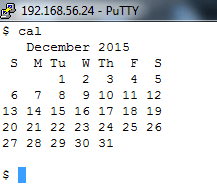 192.168.56.24 - PuTTY
$ cal
   December 2015
 S  M Tu  W Th  F  S
       1  2  3  4  5
 6  7  8  9 10 11 12
13 14 15 16 17 18 19
20 21 22 23 24 25 26
27 28 29 30 31
$